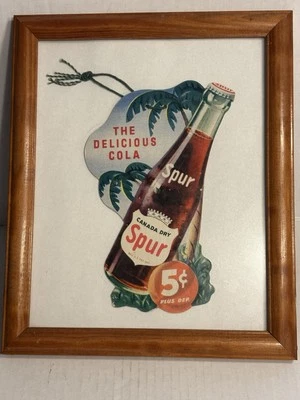 THE
DELICIOUS
COLA
Spur
CANADA DRY
Spur
5¢
PLUS DEP.